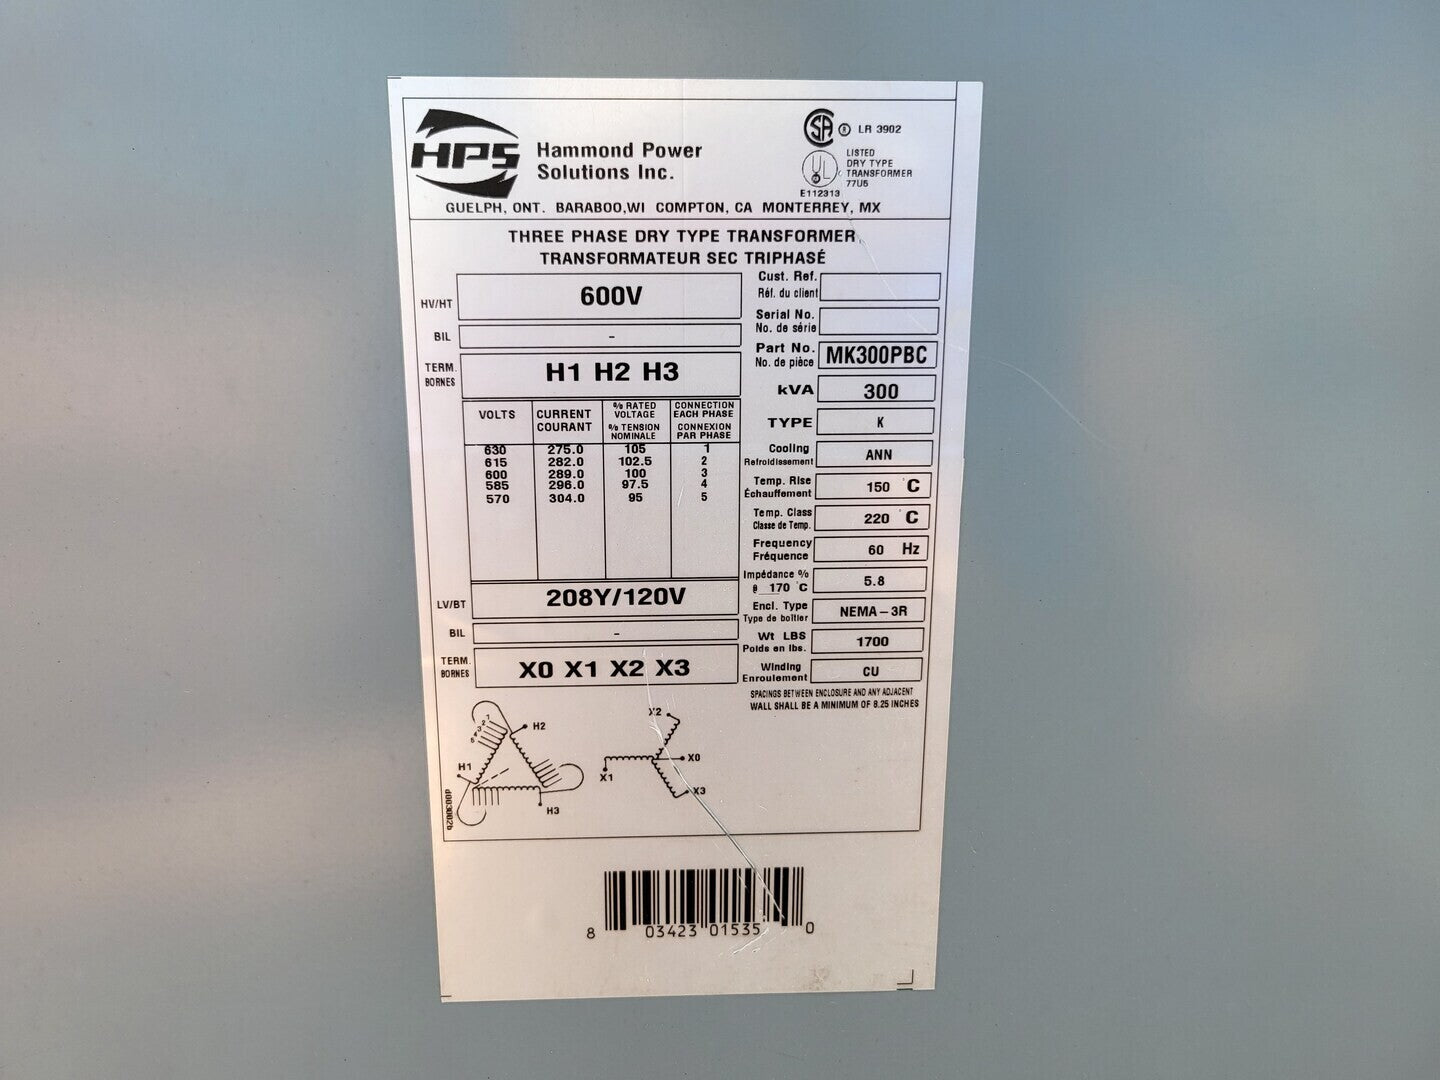 HPS
Hammond Power
Solutions Inc.
SA ® LR 3902
UL
E112313
LISTED
DRY TYPE
TRANSFORMER
77U5
GUELPH, ONT. BARABOO,WI COMPTON, CA MONTERREY, MX
THREE PHASE DRY TYPE TRANSFORMER
TRANSFORMATEUR SEC TRIPHASÉ
HV/HT 600V
BIL -
TERM. H1 H2 H3
BORNES
VOLTS CURRENT COURANT % RATED VOLTAGE % TENSION NOMINALE CONNECTION EACH PHASE CONNEXION PAR PHASE
630 275.0 105 1
615 282.0 102.5 2
600 289.0 100 3
585 296.0 97.5 4
570 304.0 95 5
LV/BT 208Y/120V
BIL -
TERM. X0 X1 X2 X3
BORNES
Cust. Ref.
Réf. du client
Serial No.
No. de série
Part No. MK300PBC
No. de pièce
kVA 300
TYPE K
Cooling ANN
Refroidissement
Temp. Rise 150 C
Échauffement
Temp. Class 220 C
Classe de Temp.
Frequency 60 Hz
Fréquence
Impédance % 5.8
@ 170 °C
Encl. Type NEMA-3R
Type de boîtier
Wt LBS 1700
Poids en lbs.
Winding CU
Enroulement
SPACINGS BETWEEN ENCLOSURE AND ANY ADJACENT
WALL SHALL BE A MINIMUM OF 8.25 INCHES
H2
H1
H3
X2
X0
X1
X3
8 03423 01535 0